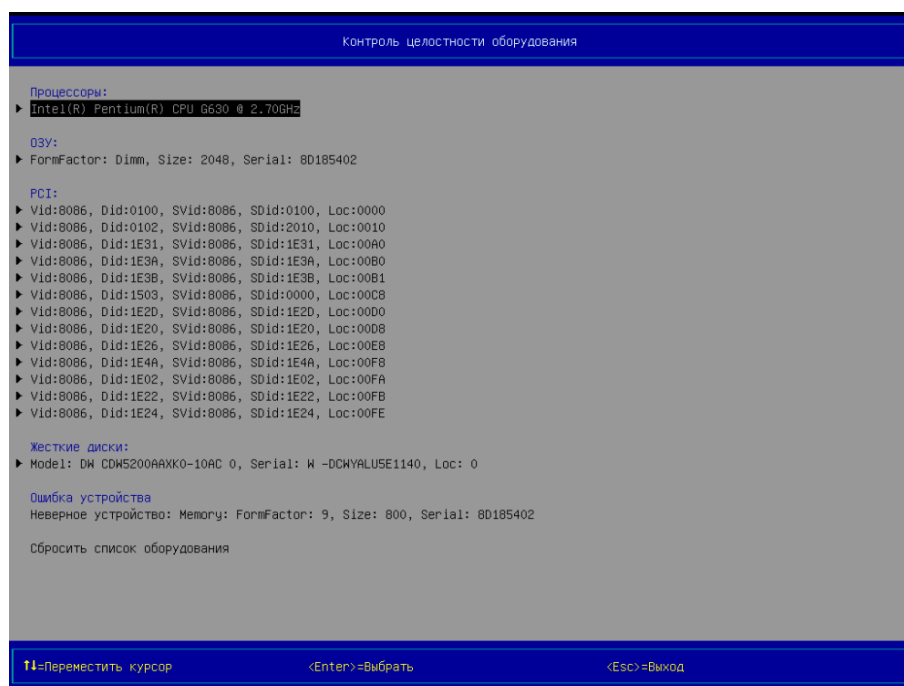 Контроль целостности оборудования
Процессоры:
Intel(R) Pentium(R) CPU G630 @ 2.70GHz
ОЗУ:
FormFactor: Dimm, Size: 2048, Serial: 8D185402
PCI:
Vid:8086, Did:0100, SVid:8086, SDid:0100, Loc:0000
Vid:8086, Did:0102, SVid:8086, SDid:2010, Loc:0010
Vid:8086, Did:1E31, SVid:8086, SDid:1E31, Loc:00A0
Vid:8086, Did:1E3A, SVid:8086, SDid:1E3A, Loc:00B0
Vid:8086, Did:1E3B, SVid:8086, SDid:1E3B, Loc:00B1
Vid:8086, Did:1503, SVid:8086, SDid:0000, Loc:00C8
Vid:8086, Did:1E2D, SVid:8086, SDid:1E2D, Loc:00D0
Vid:8086, Did:1E20, SVid:8086, SDid:1E20, Loc:00D8
Vid:8086, Did:1E26, SVid:8086, SDid:1E26, Loc:00E8
Vid:8086, Did:1E4A, SVid:8086, SDid:1E4A, Loc:00F8
Vid:8086, Did:1E02, SVid:8086, SDid:1E02, Loc:00FA
Vid:8086, Did:1E22, SVid:8086, SDid:1E22, Loc:00FB
Vid:8086, Did:1E24, SVid:8086, SDid:1E24, Loc:00FE
Жесткие диски:
Model: DW CDW5200AAXK0-10AC 0, Serial: W -DCWYALU5E1140, Loc: 0
Ошибка устройства
Неверное устройство: Memory: FormFactor: 9, Size: 800, Serial: 8D185402
Сбросить список оборудования
↑↓=Переместить курсор <Enter>=Выбрать <Esc>=Выход